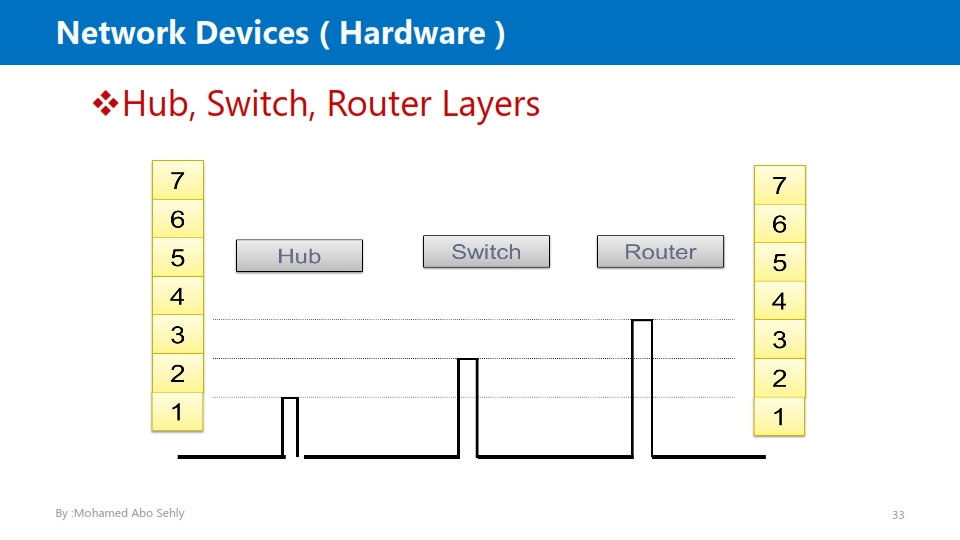 Network Devices ( Hardware )
❖Hub, Switch, Router Layers
7
6
5
4
3
2
1
Hub
Switch
Router
7
6
5
4
3
2
1
By :Mohamed Abo Sehly
33